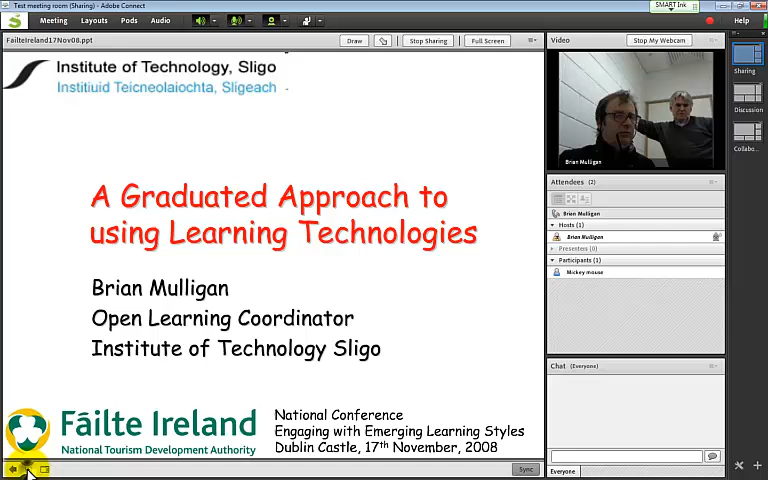 Test meeting room (Sharing) - Adobe Connect
SMART Ink
Meeting Layouts Pods Audio
Help
FailteIreland17Nov08.ppt
Draw
Stop Sharing
Full Screen
Institute of Technology, Sligo
Institiuid Teicneolaiochta, Sligeach
A Graduated Approach to
using Learning Technologies
Brian Mulligan
Open Learning Coordinator
Institute of Technology Sligo
Fáilte Ireland
National Tourism Development Authority
National Conference
Engaging with Emerging Learning Styles
Dublin Castle, 17th November, 2008
Sync
Video
Stop My Webcam
Brian Mulligan
Attendees (2)
Brian Mulligan
Hosts (1)
Brian Mulligan
Presenters (0)
Participants (1)
Mickey mouse
Chat (Everyone)
Everyone
Sharing
Discussion
Collabo...